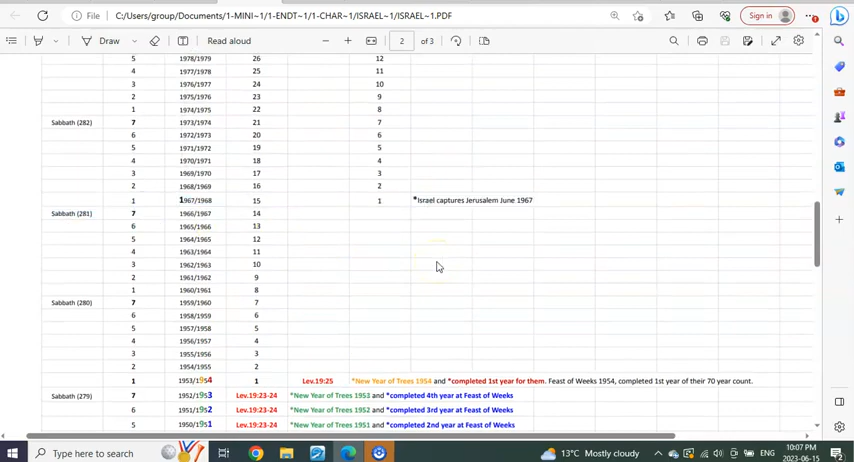 File C:/Users/group/Documents/1-MINI~1/1-ENDT~1/1-CHAR~1/ISRAEL~1/ISRAEL~1.PDF Sign in
Draw Read aloud 2 of 3
5 1978/1979 26 12
4 1977/1978 25 11
3 1976/1977 24 10
2 1975/1976 23 9
1 1974/1975 22 8
Sabbath (282) 7 1973/1974 21 7
6 1972/1973 20 6
5 1971/1972 19 5
4 1970/1971 18 4
3 1969/1970 17 3
2 1968/1969 16 2
1 1967/1968 15 1 *Israel captures Jerusalem June 1967
Sabbath (281) 7 1966/1967 14
6 1965/1966 13
5 1964/1965 12
4 1963/1964 11
3 1962/1963 10
2 1961/1962 9
1 1960/1961 8
Sabbath (280) 7 1959/1960 7
6 1958/1959 6
5 1957/1958 5
4 1956/1957 4
3 1955/1956 3
2 1954/1955 2
1 1953/1954 1 Lev.19:25 *New Year of Trees 1954 and *completed 1st year for them. Feast of Weeks 1954, completed 1st year of their 70 year count.
Sabbath (279) 7 1952/1953 Lev.19:23-24 *New Year of Trees 1953 and *completed 4th year at Feast of Weeks
6 1951/1952 Lev.19:23-24 *New Year of Trees 1952 and *completed 3rd year at Feast of Weeks
5 1950/1951 Lev.19:23-24 *New Year of Trees 1951 and *completed 2nd year at Feast of Weeks
Type here to search 13°C Mostly cloudy ENG 10:07 PM
2023-06-15